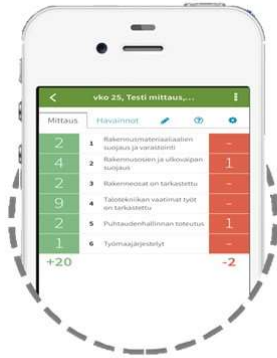 vko 25, Testi mittaus,...
Mittaus Havainnot
2 1 Rakennusmateriaalien suojaus ja varastointi -
4 2 Rakennusosien ja ulkovaipan suojaus 1
2 3 Rakenneosat on tarkastettu -
9 4 Talotekniikan vaatimat työt on tarkastettu -
2 5 Puhtaudenhallinnan toteutus 1
1 6 Työmaajärjestelyt -
+20 -2